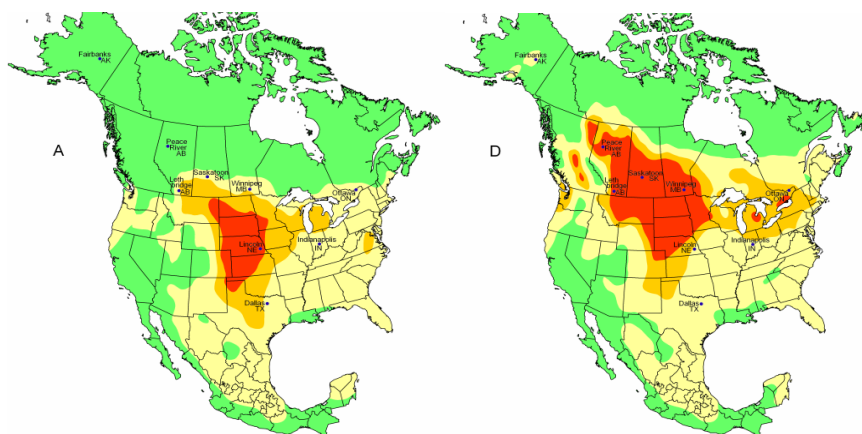 Fairbanks
AK
A
Peace
River
AB
Saskatoon
SK
Leth
bridge
AB
Winnipeg
MB
Ottawa
ON
Indianapolis
IN
Lincoln
NE
Dallas
TX
Fairbanks
AK
D
Peace
River
AB
Saskatoon
SK
Leth
bridge
AB
Winnipeg
MB
Ottawa
ON
Indianapolis
IN
Lincoln
NE
Dallas
TX